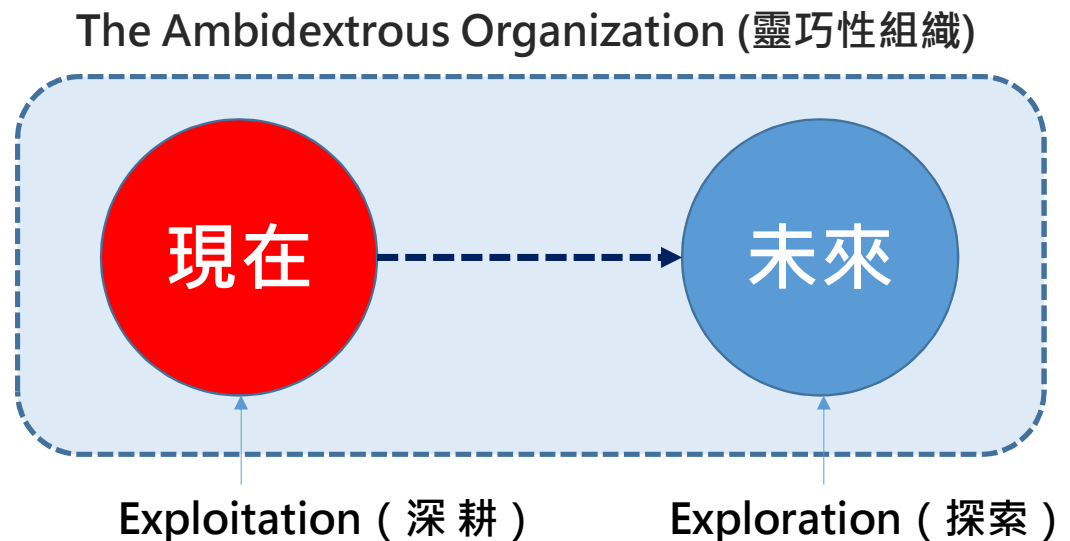 The Ambidextrous Organization (靈巧性組織)
現在
未來
Exploitation（深 耕）
Exploration（探索）